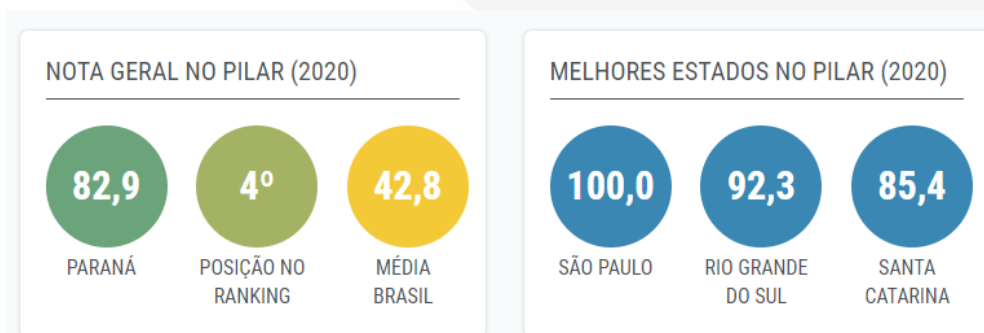 NOTA GERAL NO PILAR (2020)
82,9
4º
42,8
PARANÁ
POSIÇÃO NO
RANKING
MÉDIA
BRASIL
MELHORES ESTADOS NO PILAR (2020)
100,0
92,3
85,4
SÃO PAULO
RIO GRANDE
DO SUL
SANTA
CATARINA